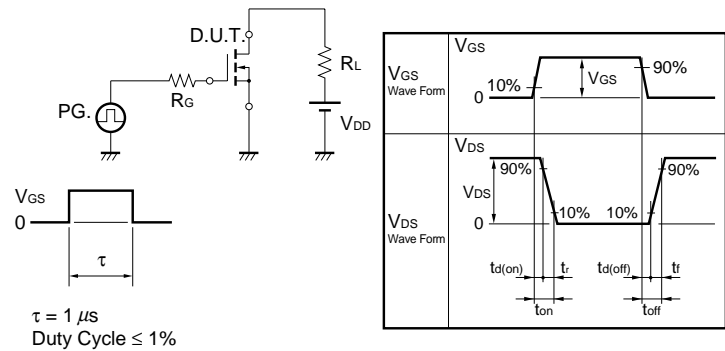 D.U.T.
RL
RG
PG.
VDD
VGS
0
τ
τ = 1 μs
Duty Cycle ≤ 1%
VGS
Wave Form
VGS
10%
VGS
90%
0
VDS
Wave Form
VDS
90%
VDS
90%
10%
10%
0
td(on)
tr
td(off)
tf
ton
toff